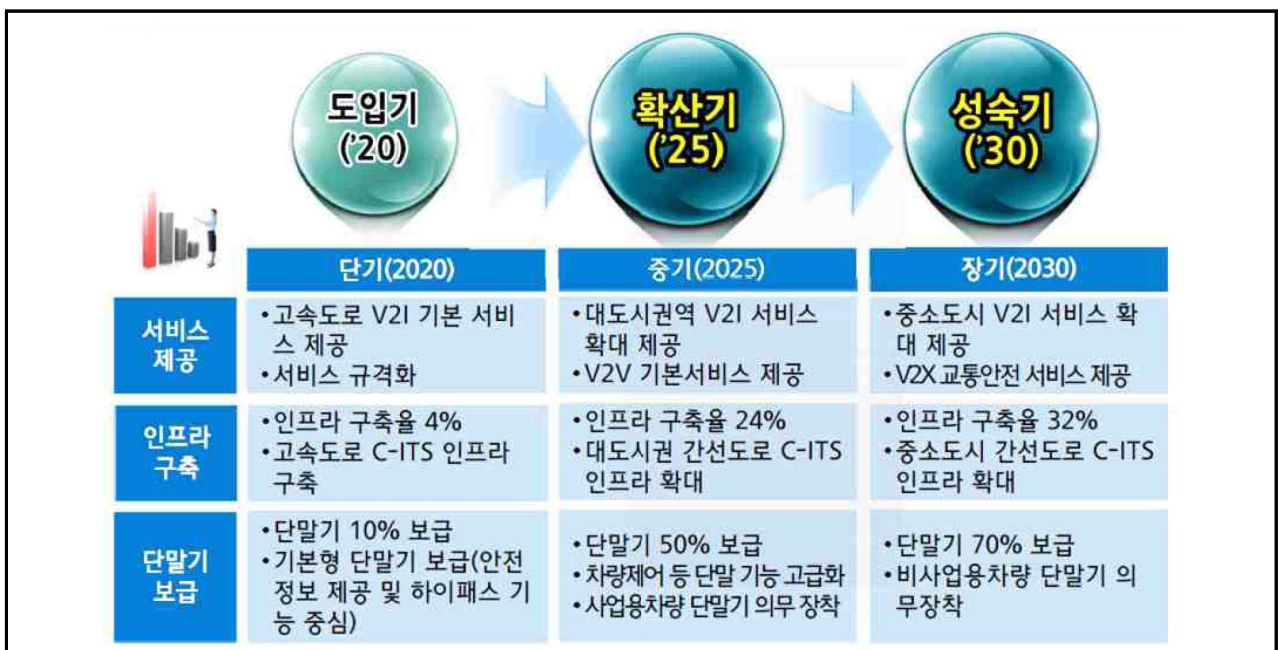 도입기
('20)
확산기
('25)
성숙기
('30)
단기(2020)
중기(2025)
장기(2030)
서비스
제공
•고속도로 V2I 기본 서비
스 제공
•서비스 규격화
•대도시권역 V2I 서비스
확대 제공
•V2V 기본서비스 제공
•중소도시 V2I 서비스 확
대 제공
•V2X 교통안전 서비스 제공
인프라
구축
•인프라 구축율 4%
•고속도로 C-ITS 인프라
구축
•인프라 구축율 24%
•대도시권 간선도로 C-ITS
인프라 확대
•인프라 구축율 32%
•중소도시 간선도로 C-ITS
인프라 확대
단말기
보급
•단말기 10% 보급
•기본형 단말기 보급(안전
정보 제공 및 하이패스 기
능 중심)
•단말기 50% 보급
•차량제어 등 단말 기능 고급화
•사업용차량 단말기 의무 장착
•단말기 70% 보급
•비사업용차량 단말기 의
무장착